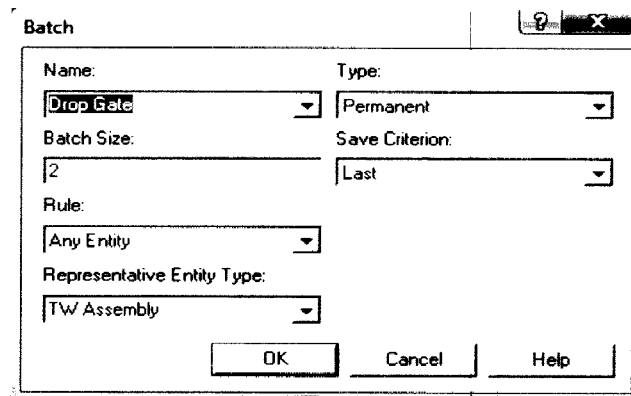 Batch
?
X
Name:
Type:
Drop Gate
Permanent
Batch Size:
Save Criterion:
2
Last
Rule:
Any Entity
Representative Entity Type:
TW Assembly
OK
Cancel
Help